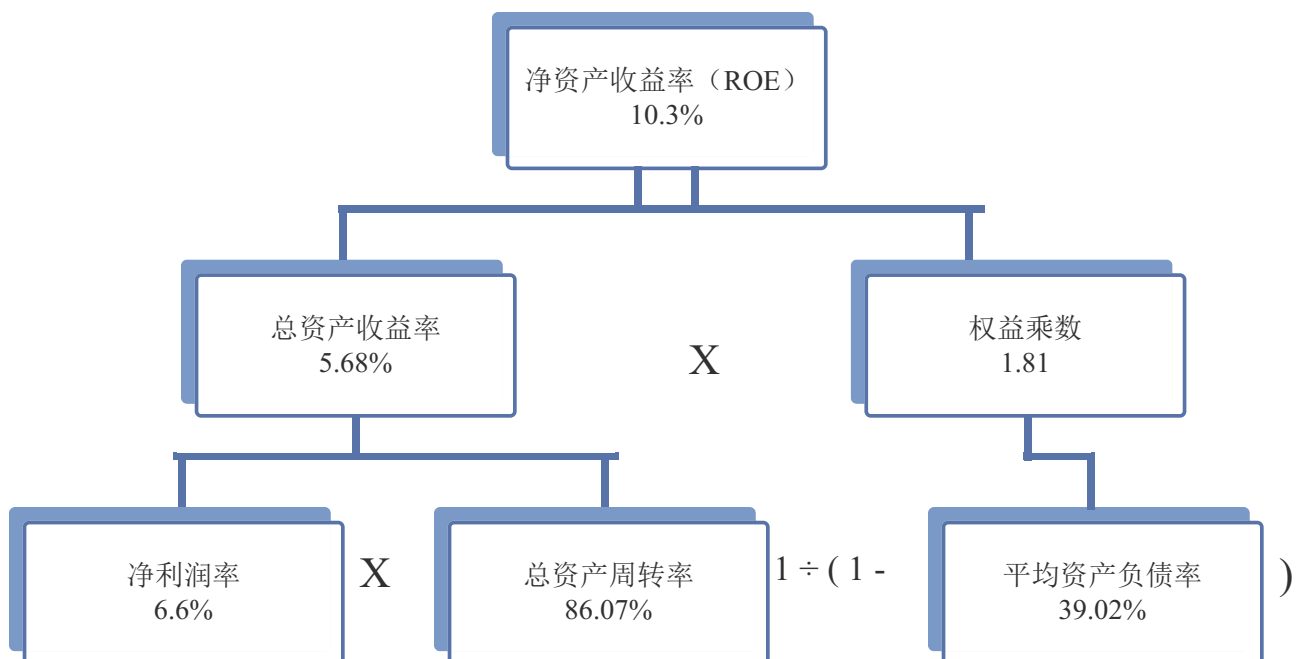 净资产收益率（ROE）
10.3%
总资产收益率
5.68%
X
权益乘数
1.81
净利润率
6.6%
X
总资产周转率
86.07%
1 ÷ ( 1 -
平均资产负债率
39.02%
)